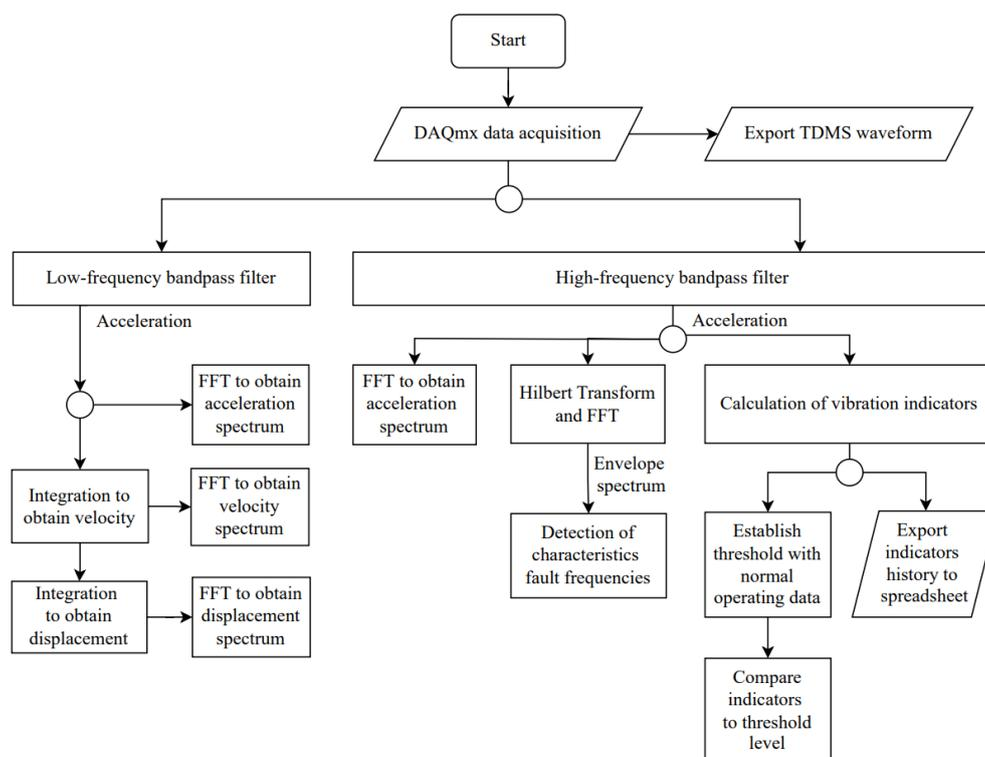 Start
DAQmx data acquisition
Export TDMS waveform
Low-frequency bandpass filter
High-frequency bandpass filter
Acceleration
Acceleration
FFT to obtain
acceleration
spectrum
FFT to obtain
acceleration
spectrum
Hilbert Transform
and FFT
Calculation of vibration indicators
Envelope
spectrum
Integration to
obtain velocity
FFT to obtain
velocity
spectrum
Detection of
characteristics
fault frequencies
Establish
threshold with
normal
operating data
Export
indicators
history to
spreadsheet
Integration
to obtain
displacement
FFT to obtain
displacement
spectrum
Compare
indicators
to threshold
level